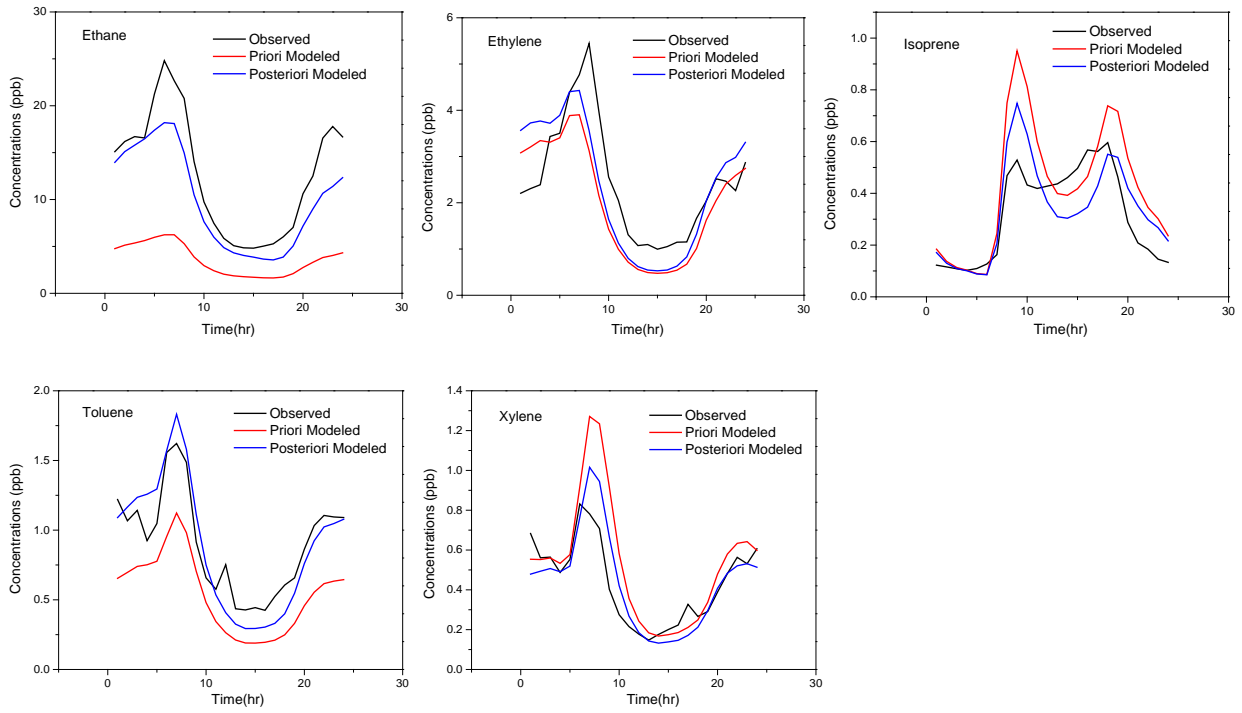 Ethane
Observed
Priori Modeled
Posteriori Modeled
Concentrations (ppb)
30
20
10
0
0
10
20
30
Time(hr)
Ethylene
Observed
Priori Modeled
Posteriori Modeled
Concentrations (ppb)
6
4
2
0
0
10
20
30
Time(hr)
Isoprene
Observed
Priori Modeled
Posteriori Modeled
Concentrations (ppb)
1.0
0.8
0.6
0.4
0.2
0.0
0
10
20
30
Time(hr)
Toluene
Observed
Priori Modeled
Posteriori Modeled
Concentrations (ppb)
2.0
1.5
1.0
0.5
0.0
0
10
20
30
Time(hr)
Xylene
Observed
Priori Modeled
Posteriori Modeled
Concentrations (ppb)
1.4
1.2
1.0
0.8
0.6
0.4
0.2
0.0
0
10
20
30
Time(hr)